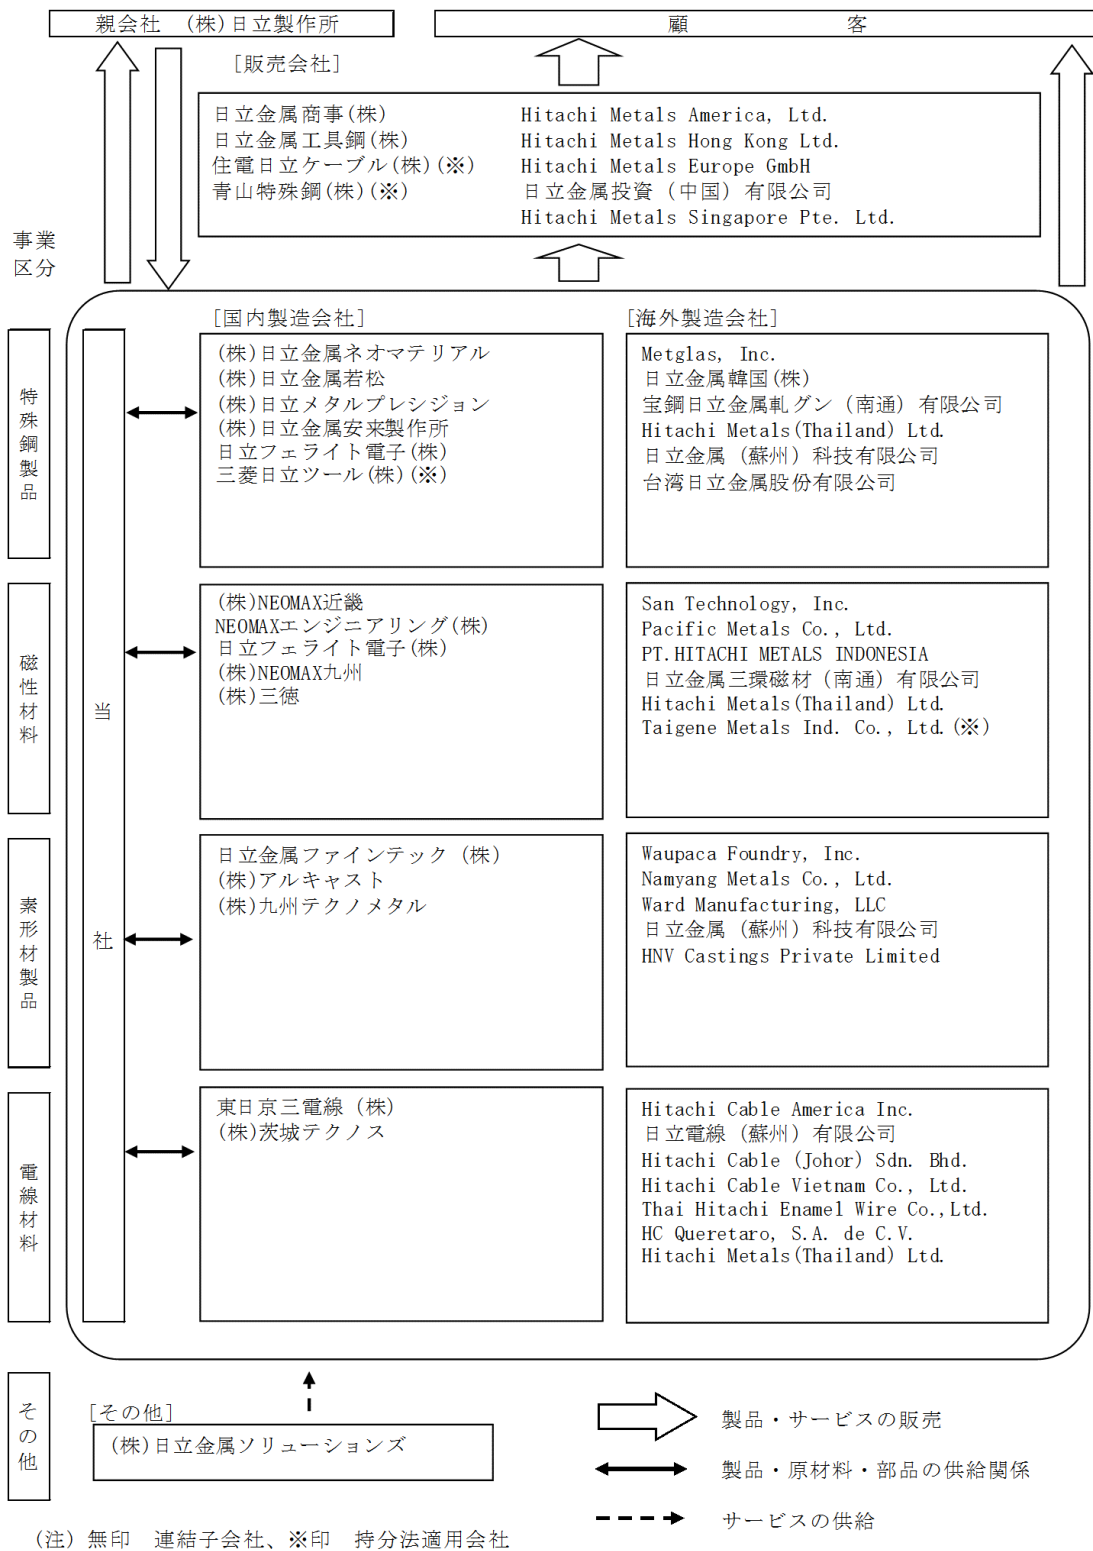 親会社 (株)日立製作所
顧 客
[販売会社]
日立金属商事(株)
日立金属工具鋼(株)
住電日立ケーブル(株)(※)
青山特殊鋼(株)(※)
Hitachi Metals America, Ltd.
Hitachi Metals Hong Kong Ltd.
Hitachi Metals Europe GmbH
日立金属投資（中国）有限公司
Hitachi Metals Singapore Pte. Ltd.
事業
区分
[国内製造会社]
[海外製造会社]
当社
特殊鋼製品
(株)日立金属ネオマテリアル
(株)日立金属若松
(株)日立メタルプレシジョン
(株)日立金属安来製作所
日立フェライト電子(株)
三菱日立ツール(株)(※)
Metglas, Inc.
日立金属韓国(株)
宝鋼日立金属軋グン（南通）有限公司
Hitachi Metals(Thailand) Ltd.
日立金属（蘇州）科技有限公司
台湾日立金属股份有限公司
磁性材料
(株)NEOMAX近畿
NEOMAXエンジニアリング(株)
日立フェライト電子(株)
(株)NEOMAX九州
(株)三徳
San Technology, Inc.
Pacific Metals Co., Ltd.
PT.HITACHI METALS INDONESIA
日立金属三環磁材（南通）有限公司
Hitachi Metals(Thailand) Ltd.
Taigene Metals Ind. Co., Ltd.(※)
素形材製品
日立金属ファインテック（株）
(株)アルキャスト
(株)九州テクノメタル
Waupaca Foundry, Inc.
Namyang Metals Co., Ltd.
Ward Manufacturing, LLC
日立金属（蘇州）科技有限公司
HNV Castings Private Limited
電線材料
東日京三電線（株）
(株)茨城テクノス
Hitachi Cable America Inc.
日立電線（蘇州）有限公司
Hitachi Cable (Johor) Sdn. Bhd.
Hitachi Cable Vietnam Co., Ltd.
Thai Hitachi Enamel Wire Co.,Ltd.
HC Queretaro, S.A. de C.V.
Hitachi Metals(Thailand) Ltd.
その他
[その他]
(株)日立金属ソリューションズ
製品・サービスの販売
製品・原材料・部品の供給関係
サービスの供給
（注）無印 連結子会社、※印 持分法適用会社